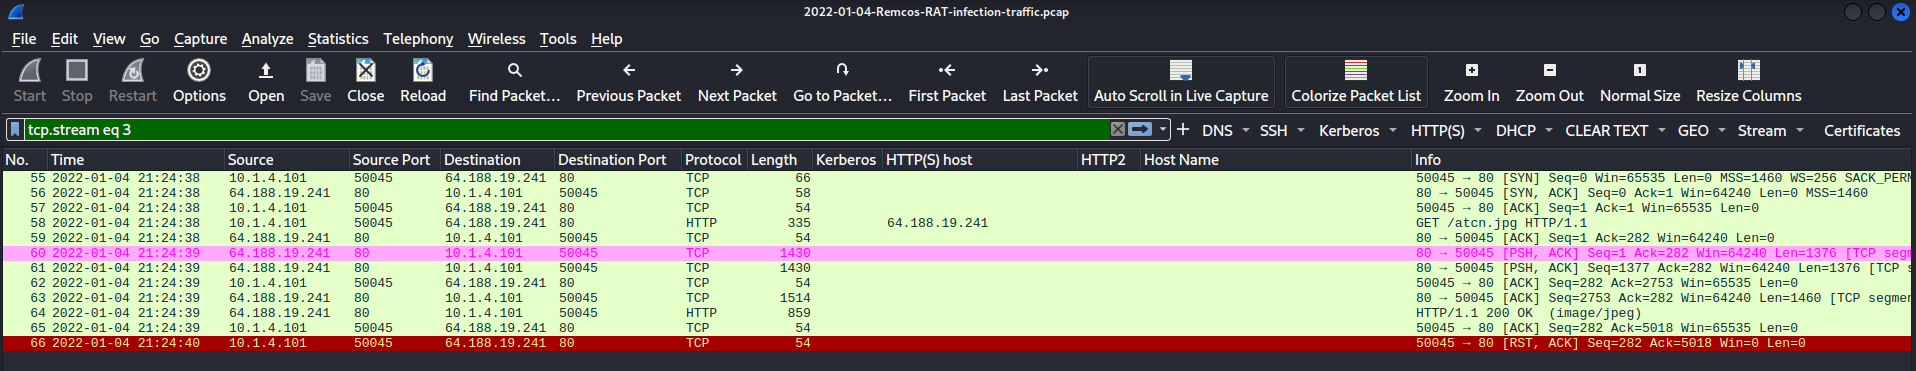 2022-01-04-Remcos-RAT-infection-traffic.pcap
File Edit View Go Capture Analyze Statistics Telephony Wireless Tools Help
Start Stop Restart Options Open Save Close Reload Find Packet... Previous Packet Next Packet Go to Packet... First Packet Last Packet Auto Scroll in Live Capture Colorize Packet List Zoom In Zoom Out Normal Size Resize Columns
tcp.stream eq 3 + DNS SSH Kerberos HTTP(S) DHCP CLEAR TEXT GEO Stream Certificates
No. Time Source Source Port Destination Destination Port Protocol Length Kerberos HTTP(S) host HTTP2 Host Name Info
55 2022-01-04 21:24:38 10.1.4.101 50045 64.188.19.241 80 TCP 66 50045 → 80 [SYN] Seq=0 Win=65535 Len=0 MSS=1460 WS=256 SACK_PERM
56 2022-01-04 21:24:38 64.188.19.241 80 10.1.4.101 50045 TCP 58 80 → 50045 [SYN, ACK] Seq=0 Ack=1 Win=64240 Len=0 MSS=1460
57 2022-01-04 21:24:38 10.1.4.101 50045 64.188.19.241 80 TCP 54 50045 → 80 [ACK] Seq=1 Ack=1 Win=65535 Len=0
58 2022-01-04 21:24:38 10.1.4.101 50045 64.188.19.241 80 HTTP 335 64.188.19.241 GET /atcn.jpg HTTP/1.1
59 2022-01-04 21:24:38 64.188.19.241 80 10.1.4.101 50045 TCP 54 80 → 50045 [ACK] Seq=1 Ack=282 Win=64240 Len=0
60 2022-01-04 21:24:39 64.188.19.241 80 10.1.4.101 50045 TCP 1430 80 → 50045 [PSH, ACK] Seq=1 Ack=282 Win=64240 Len=1376 [TCP segm
61 2022-01-04 21:24:39 64.188.19.241 80 10.1.4.101 50045 TCP 1430 80 → 50045 [PSH, ACK] Seq=1377 Ack=282 Win=64240 Len=1376 [TCP s
62 2022-01-04 21:24:39 10.1.4.101 50045 64.188.19.241 80 TCP 54 50045 → 80 [ACK] Seq=282 Ack=2753 Win=65535 Len=0
63 2022-01-04 21:24:39 64.188.19.241 80 10.1.4.101 50045 TCP 1514 80 → 50045 [ACK] Seq=2753 Ack=282 Win=64240 Len=1460 [TCP segmen
64 2022-01-04 21:24:39 64.188.19.241 80 10.1.4.101 50045 HTTP 859 HTTP/1.1 200 OK (image/jpeg)
65 2022-01-04 21:24:39 10.1.4.101 50045 64.188.19.241 80 TCP 54 50045 → 80 [ACK] Seq=282 Ack=5018 Win=65535 Len=0
66 2022-01-04 21:24:40 10.1.4.101 50045 64.188.19.241 80 TCP 54 50045 → 80 [RST, ACK] Seq=282 Ack=5018 Win=0 Len=0